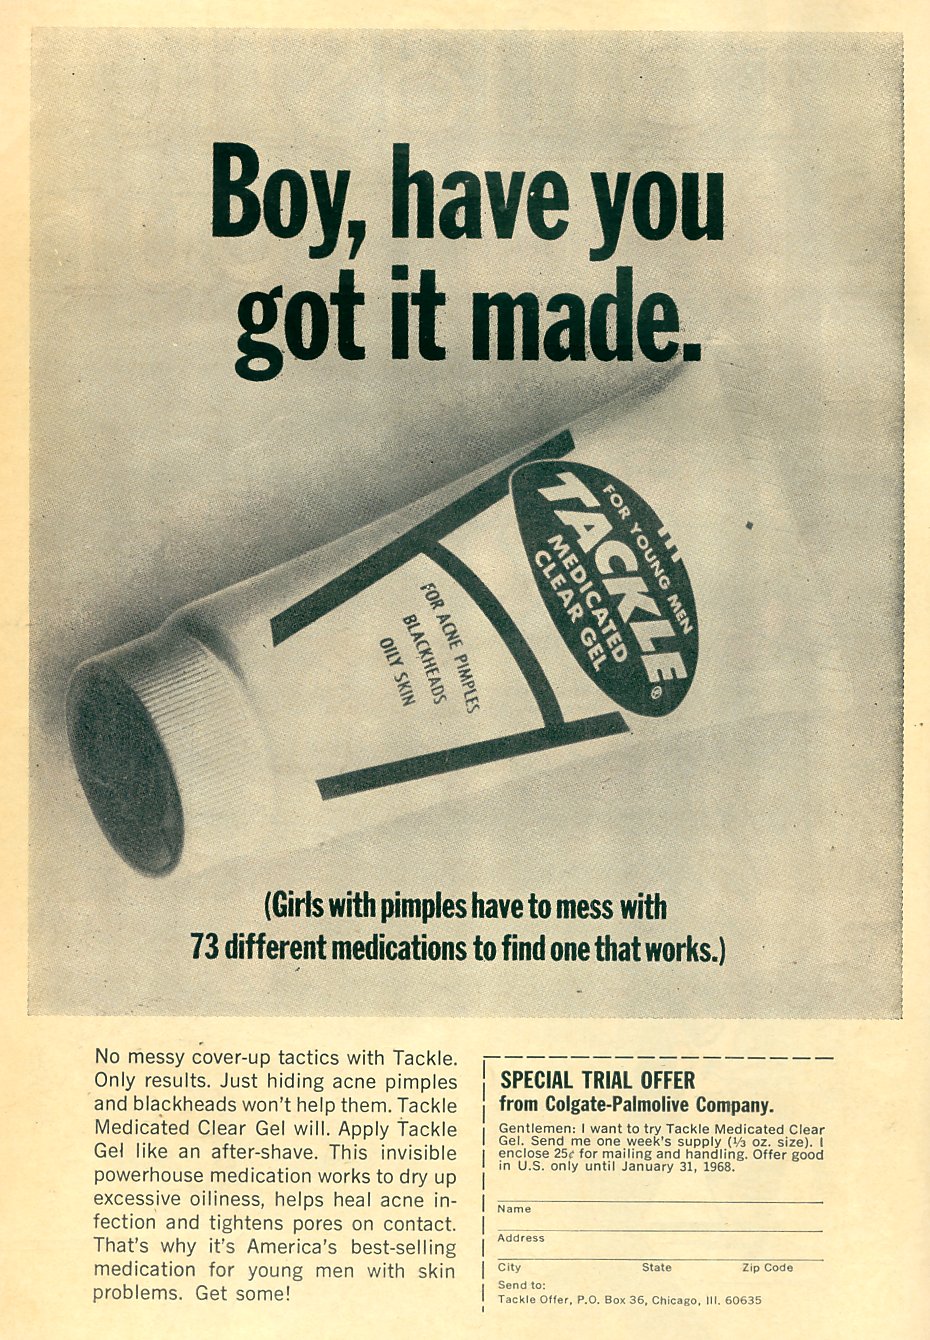 Boy, have you
got it made.
FOR YOUNG MEN
TACKLE®
MEDICATED
CLEAR GEL
FOR ACNE PIMPLES
BLACKHEADS
OILY SKIN
(Girls with pimples have to mess with
73 different medications to find one that works.)
No messy cover-up tactics with Tackle.
Only results. Just hiding acne pimples
and blackheads won't help them. Tackle
Medicated Clear Gel will. Apply Tackle
Gel like an after-shave. This invisible
powerhouse medication works to dry up
excessive oiliness, helps heal acne in-
fection and tightens pores on contact.
That's why it's America's best-selling
medication for young men with skin
problems. Get some!
SPECIAL TRIAL OFFER
from Colgate-Palmolive Company.
Gentlemen: I want to try Tackle Medicated Clear
Gel. Send me one week's supply (⅓ oz. size). I
enclose 25¢ for mailing and handling. Offer good
in U.S. only until January 31, 1968.
Name
Address
City State Zip Code
Send to:
Tackle Offer, P.O. Box 36, Chicago, Ill. 60635